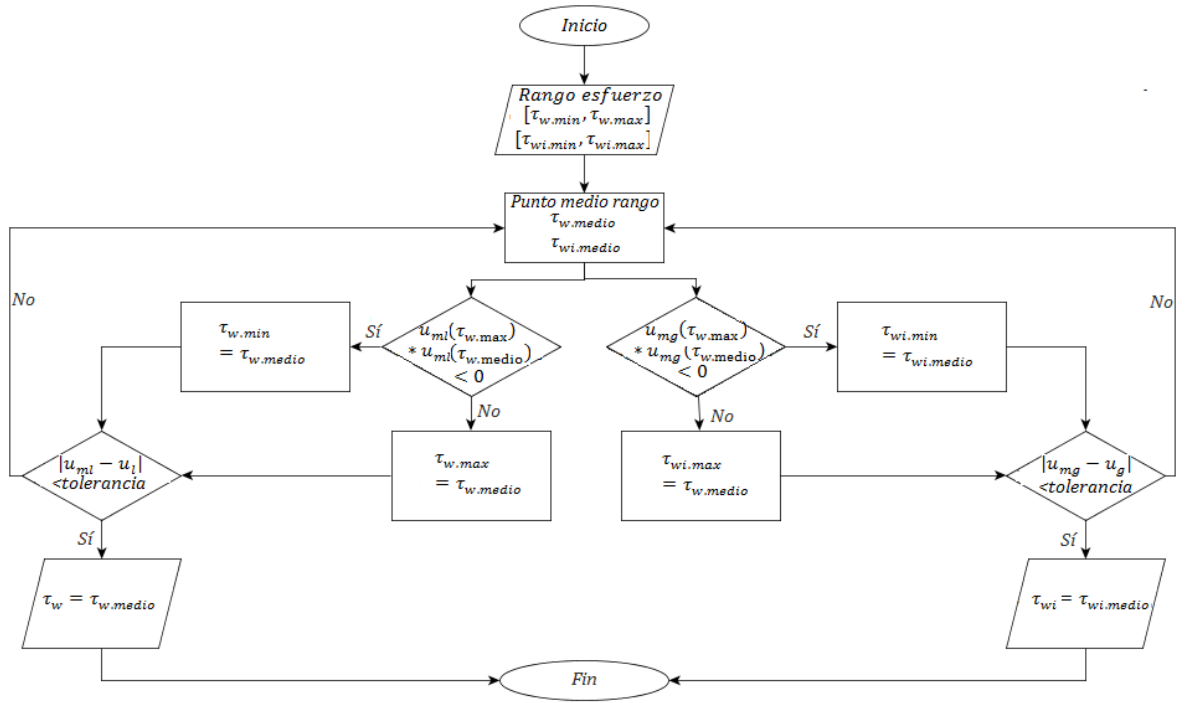 Inicio
Rango esfuerzo
[τw.min, τw.max]
[τwi.min, τwi.max]
Punto medio rango
τw.medio
τwi.medio
No
No
τw.min
= τw.medio
Sí
uml(τw.max)
* uml(τw.medio)
< 0
umg(τw.max)
* umg(τw.medio)
< 0
Sí
τwi.min
= τwi.medio
No
No
|uml − ul|
<tolerancia
τw.max
= τw.medio
τwi.max
= τw.medio
|umg − ug|
<tolerancia
Sí
Sí
τw = τw.medio
τwi = τwi.medio
Fin